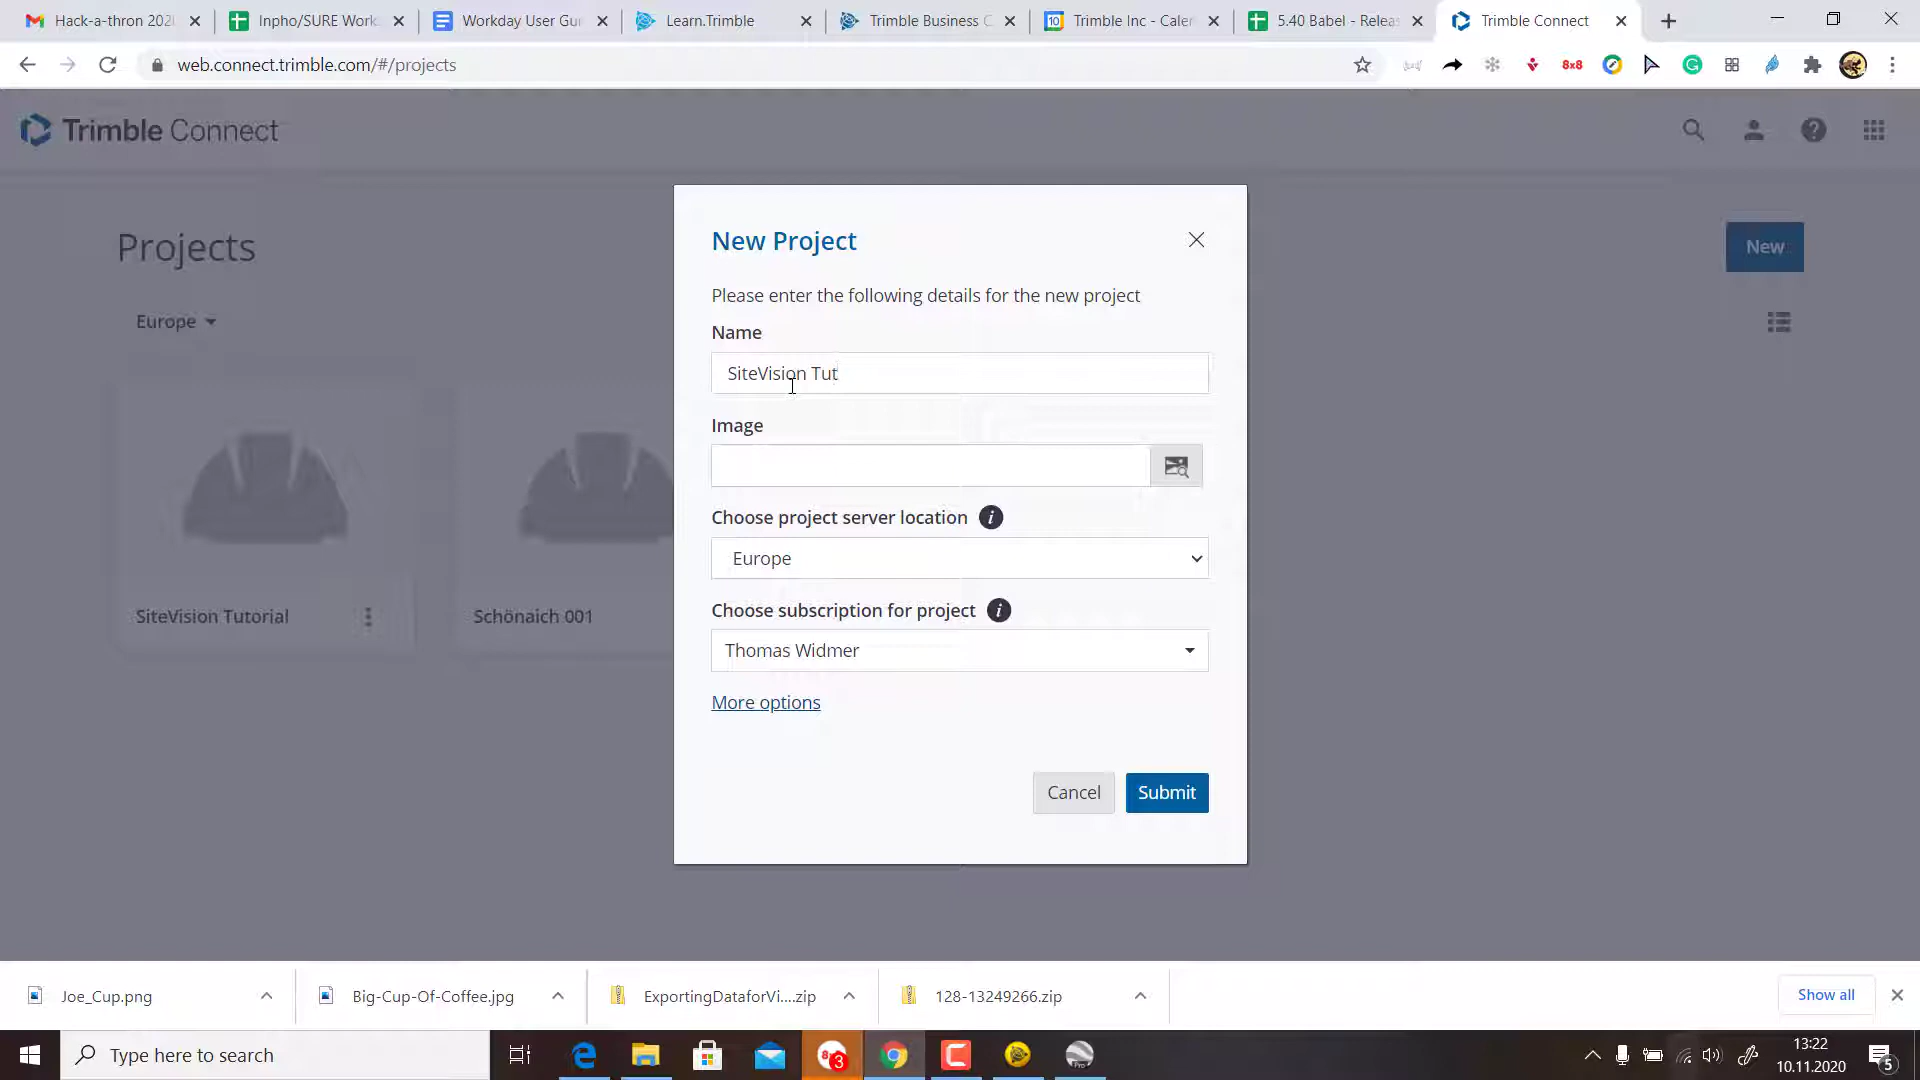 Hack-a-thron 202
Inpho/SURE Work
Workday User Gui
Learn.Trimble
Trimble Business C
Trimble Inc - Calen
5.40 Babel - Releas
Trimble Connect
web.connect.trimble.com/#/projects
8x8
Trimble Connect
Projects
New
Europe
SiteVision Tutorial
Schönaich 001
New Project
Please enter the following details for the new project
Name
SiteVision Tut
Image
Choose project server location
Europe
Choose subscription for project
Thomas Widmer
More options
Cancel
Submit
Joe_Cup.png
Big-Cup-Of-Coffee.jpg
ExportingDataforVi....zip
128-13249266.zip
Show all
Type here to search
3
13:22
10.11.2020
5